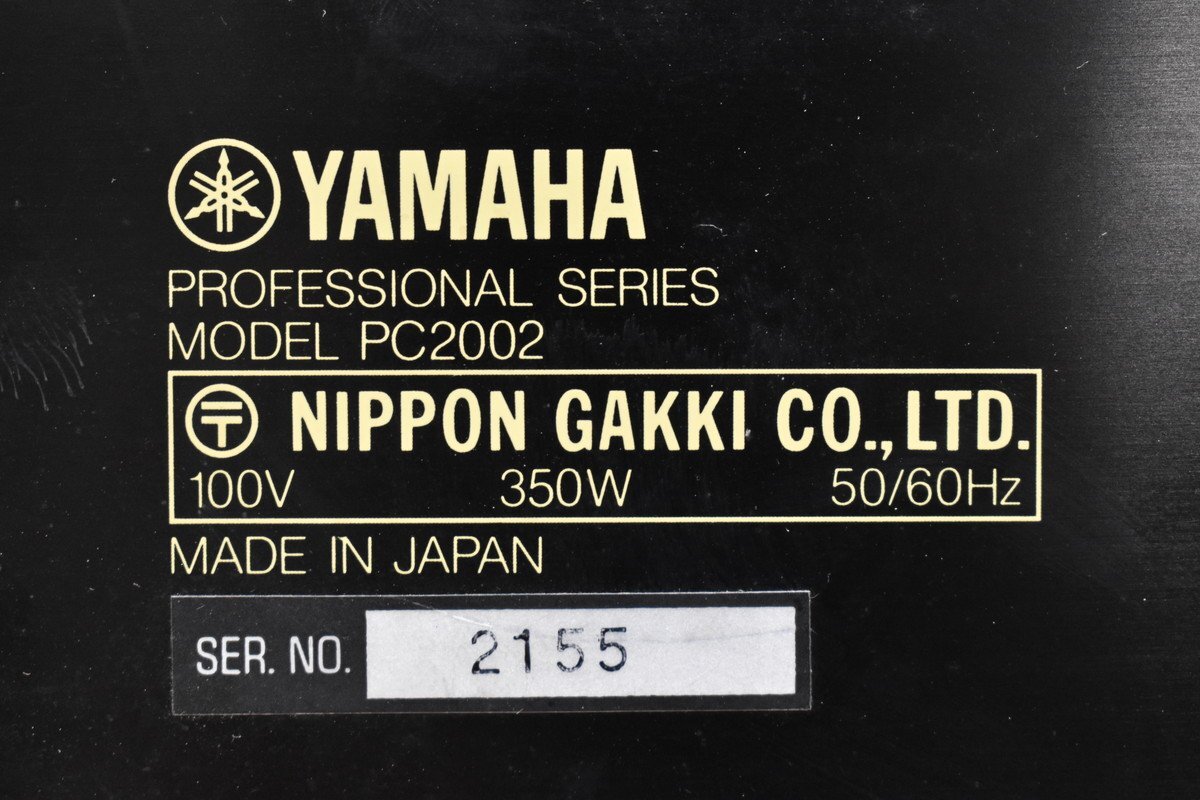 YAMAHA
PROFESSIONAL SERIES
MODEL PC2002
〒 NIPPON GAKKI CO., LTD.
100V 350W 50/60Hz
MADE IN JAPAN
SER. NO. 2155